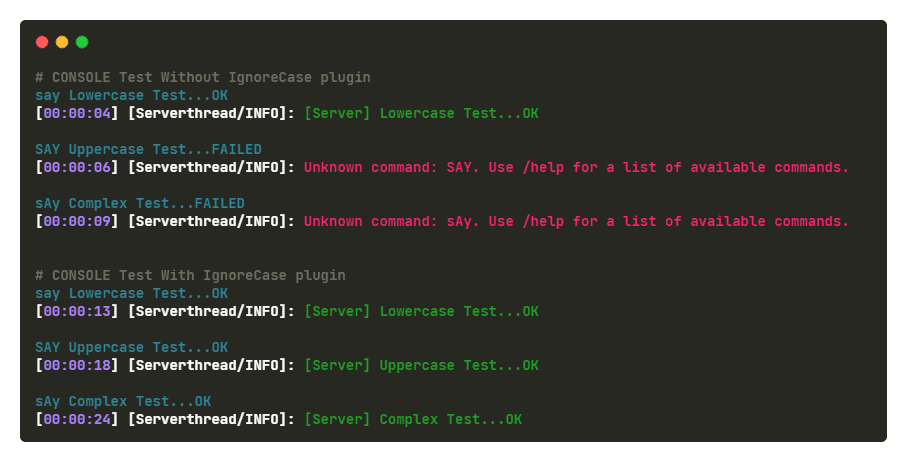 # CONSOLE Test Without IgnoreCase plugin
say Lowercase Test...OK
[00:00:04] [Serverthread/INFO]: [Server] Lowercase Test...OK
SAY Uppercase Test...FAILED
[00:00:06] [Serverthread/INFO]: Unknown command: SAY. Use /help for a list of available commands.
sAy Complex Test...FAILED
[00:00:09] [Serverthread/INFO]: Unknown command: sAy. Use /help for a list of available commands.
# CONSOLE Test With IgnoreCase plugin
say Lowercase Test...OK
[00:00:13] [Serverthread/INFO]: [Server] Lowercase Test...OK
SAY Uppercase Test...OK
[00:00:18] [Serverthread/INFO]: [Server] Uppercase Test...OK
sAy Complex Test...OK
[00:00:24] [Serverthread/INFO]: [Server] Complex Test...OK